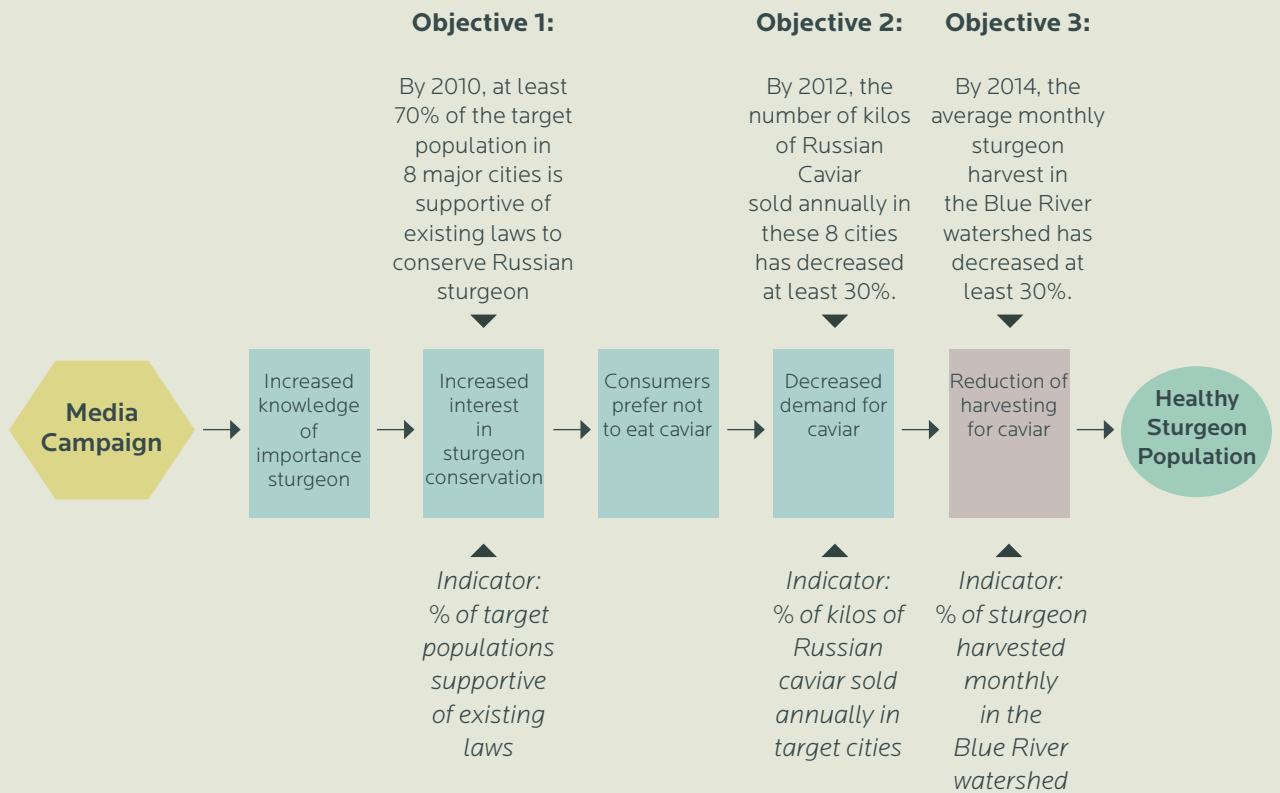 Objective 1:
By 2010, at least
70% of the target
population in
8 major cities is
supportive of
existing laws to
conserve Russian
sturgeon
Objective 2:
By 2012, the
number of kilos
of Russian
Caviar
sold annually in
these 8 cities
has decreased
at least 30%.
Objective 3:
By 2014, the
average monthly
sturgeon
harvest in
the Blue River
watershed has
decreased at
least 30%.
Media
Campaign
Increased
knowledge
of
importance
sturgeon
Increased
interest
in
sturgeon
conservation
Consumers
prefer not
to eat caviar
Decreased
demand for
caviar
Reduction of
harvesting
for caviar
Healthy
Sturgeon
Population
Indicator:
% of target
populations
supportive
of existing
laws
Indicator:
% of kilos of
Russian
caviar sold
annually in
target cities
Indicator:
% of sturgeon
harvested
monthly
in the
Blue River
watershed